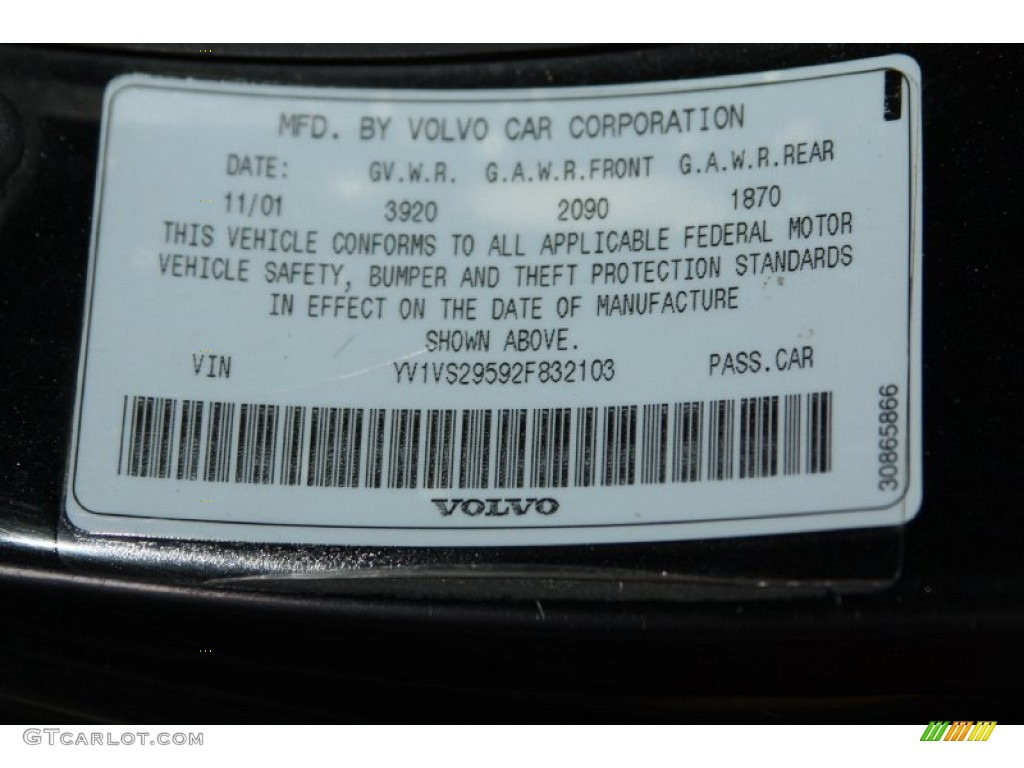 MFD. BY VOLVO CAR CORPORATION
DATE: GV.W.R. G.A.W.R.FRONT G.A.W.R.REAR
11/01 3920 2090 1870
THIS VEHICLE CONFORMS TO ALL APPLICABLE FEDERAL MOTOR
VEHICLE SAFETY, BUMPER AND THEFT PROTECTION STANDARDS
IN EFFECT ON THE DATE OF MANUFACTURE
SHOWN ABOVE.
VIN YV1VS29592F832103 PASS.CAR
30865866
VOLVO
GTCARLOT.COM